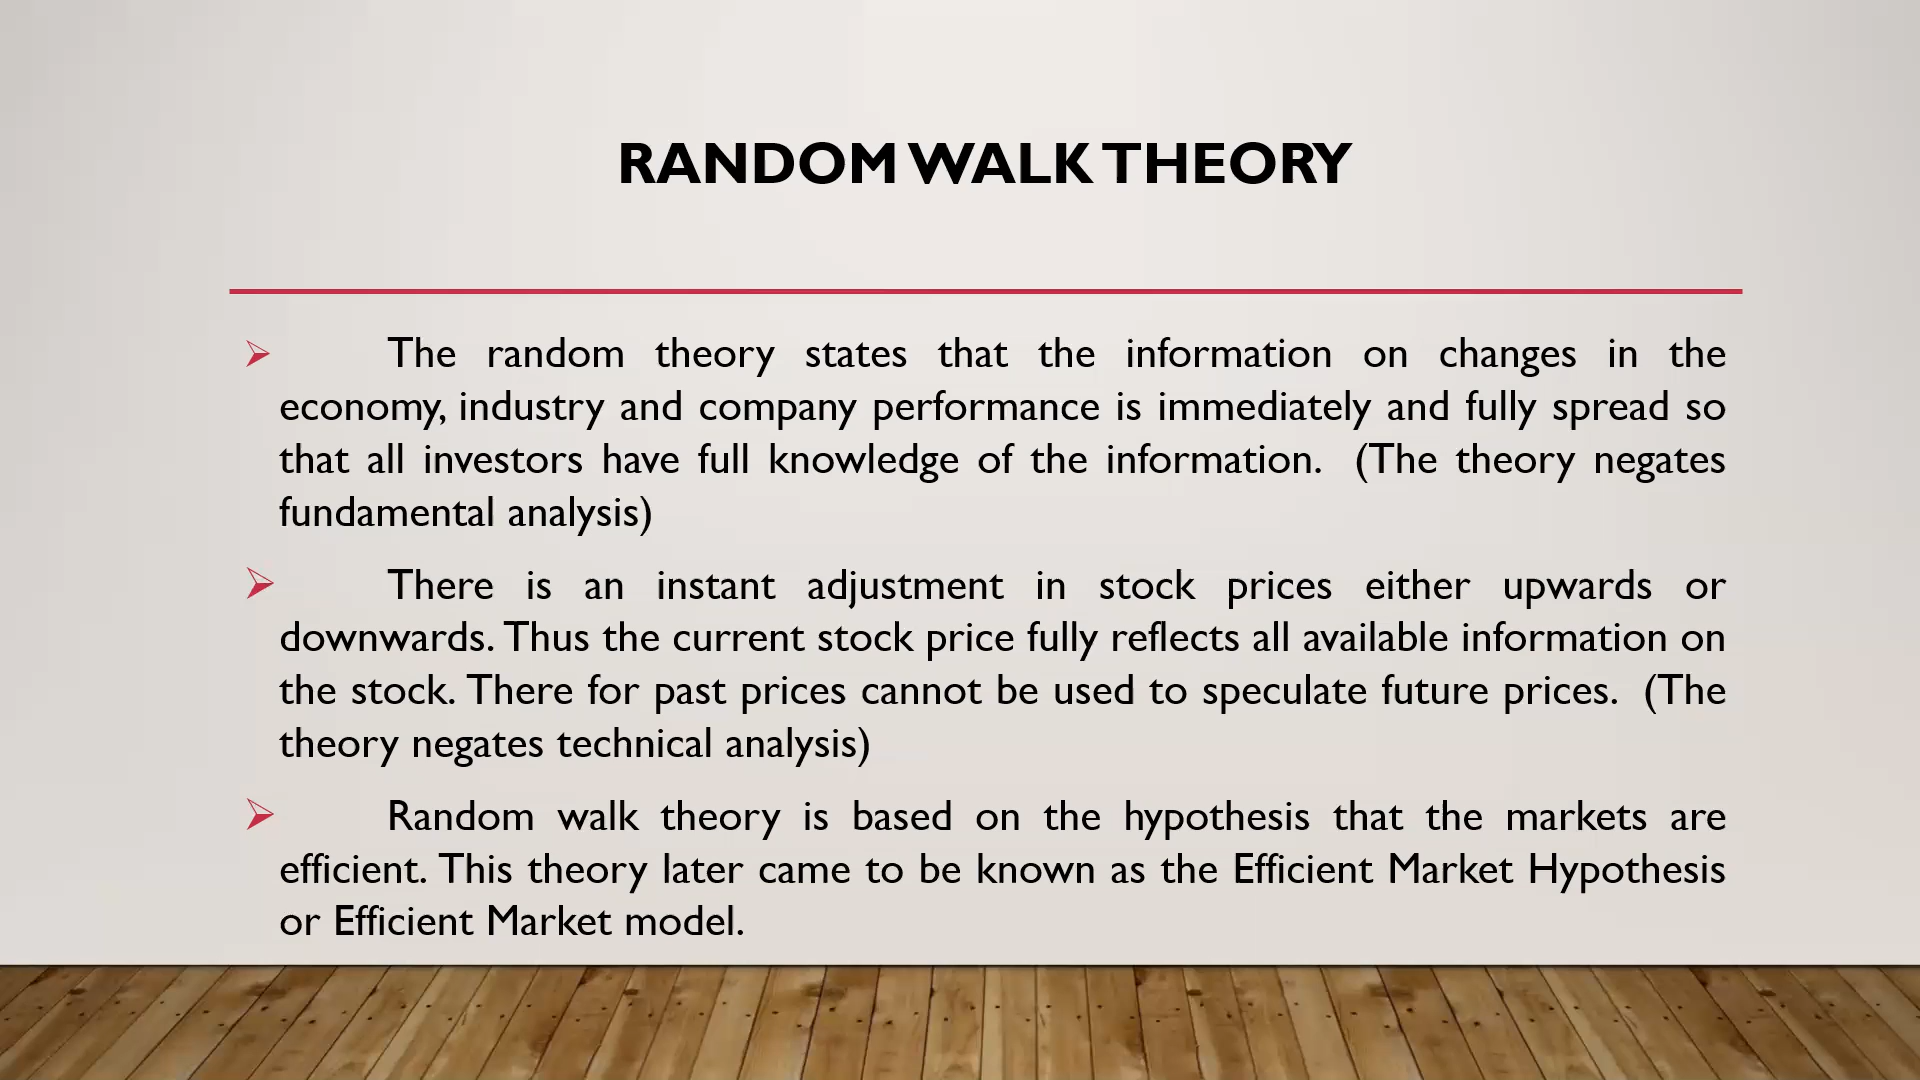 RANDOM WALK THEORY
The random theory states that the information on changes in the
economy, industry and company performance is immediately and fully spread so
that all investors have full knowledge of the information. (The theory negates
fundamental analysis)
There is an instant adjustment in stock prices either upwards or
downwards. Thus the current stock price fully reflects all available information on
the stock. There for past prices cannot be used to speculate future prices. (The
theory negates technical analysis)
Random walk theory is based on the hypothesis that the markets are
efficient. This theory later came to be known as the Efficient Market Hypothesis
or Efficient Market model.